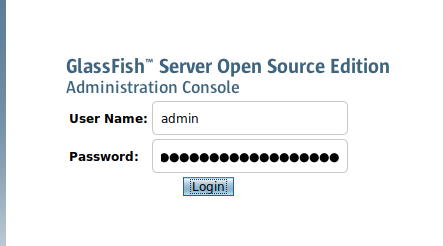 GlassFish™ Server Open Source Edition
Administration Console
User Name: admin
Password: ●●●●●●●●●●●●●●●●●●
Login